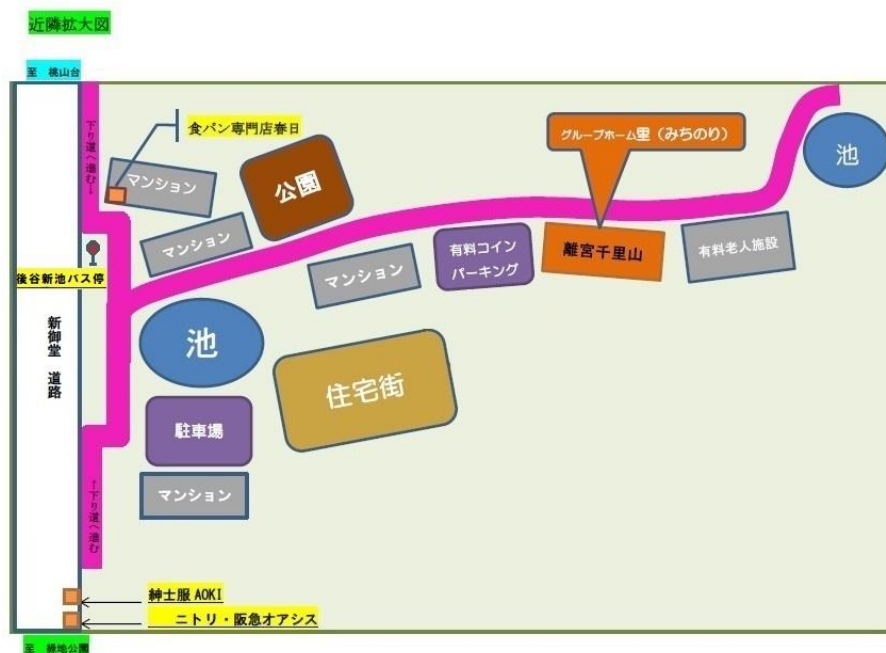 近隣拡大図
至 桃山台
食パン専門店春日
グループホーム里（みちのり）
下り道へ進む→
マンション
公園
池
マンション
後谷新池バス停
マンション
有料コイン
パーキング
離宮千里山
有料老人施設
新御堂 道路
池
住宅街
駐車場
マンション
↑下り道へ進む
紳士服 AOKI
ニトリ・阪急オアシス
至 緑地公園